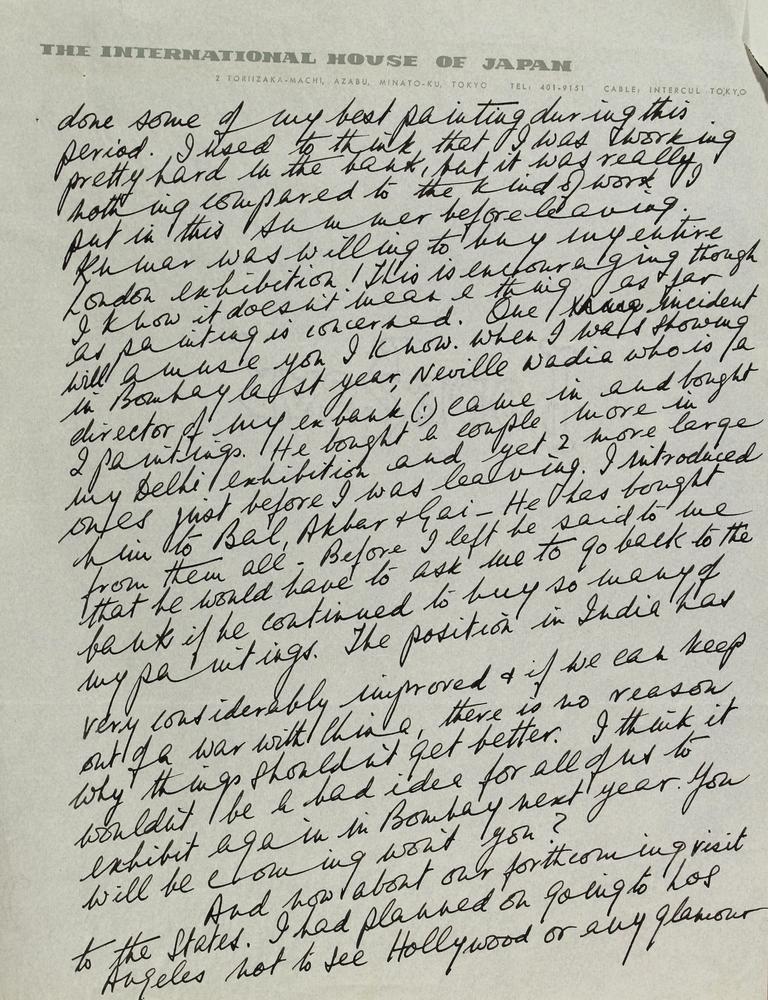 THE INTERNATIONAL HOUSE OF JAPAN
2 TORIIZAKA-MACHI, AZABU, MINATO-KU, TOKYO TEL: 401-9151 CABLE: INTERCUL TOKYO
done some of my best painting during this
period. I used to think that I was working
pretty hard in the bank, but it was really
nothing compared to the kind of work I
put in this summer before leaving.
Kumar was willing to buy my entire
London exhibition! This is encouraging though
I know it doesn't mean a thing as far
as painting is concerned. One incident
will amuse you I know. When I was showing
in Bombay last year, Neville Wadia who is a
director of my ex bank (!) came in and bought
2 paintings. He bought a couple more in
my Delhi exhibition and yet 2 more large
ones just before I was leaving. I introduced
him to Bal, Akbar & Gai - He has bought
from them all - Before I left he said to me
that he would have to ask me to go back to the
bank if he continued to buy so many of
my paintings. The position in India has
very considerably improved & if we can keep
out of a war with China, there is no reason
why things shouldn't get better. I think it
wouldn't be a bad idea for all of us to
exhibit again in Bombay next year. You
will be coming won't you?
And now about our forthcoming visit
to the States. I had planned on going to Los
Angeles not to see Hollywood or any glamour